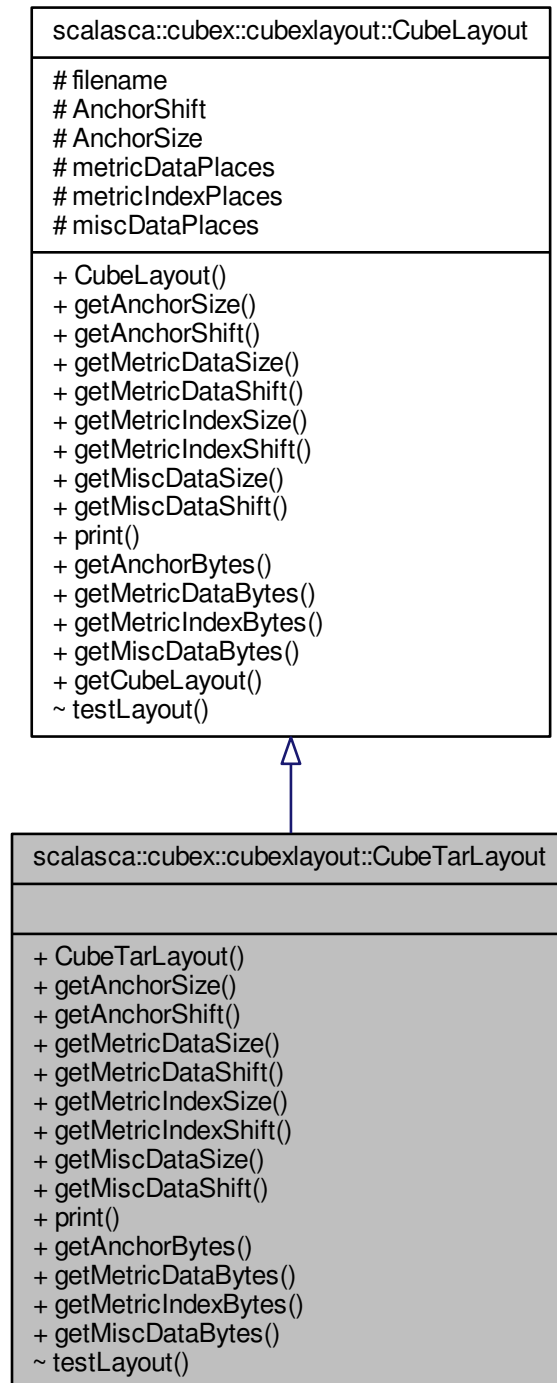 scalasca::cubex::cubexlayout::CubeLayout
# filename
# AnchorShift
# AnchorSize
# metricDataPlaces
# metricIndexPlaces
# miscDataPlaces
+ CubeLayout()
+ getAnchorSize()
+ getAnchorShift()
+ getMetricDataSize()
+ getMetricDataShift()
+ getMetricIndexSize()
+ getMetricIndexShift()
+ getMiscDataSize()
+ getMiscDataShift()
+ print()
+ getAnchorBytes()
+ getMetricDataBytes()
+ getMetricIndexBytes()
+ getMiscDataBytes()
+ getCubeLayout()
~ testLayout()
scalasca::cubex::cubexlayout::CubeTarLayout
+ CubeTarLayout()
+ getAnchorSize()
+ getAnchorShift()
+ getMetricDataSize()
+ getMetricDataShift()
+ getMetricIndexSize()
+ getMetricIndexShift()
+ getMiscDataSize()
+ getMiscDataShift()
+ print()
+ getAnchorBytes()
+ getMetricDataBytes()
+ getMetricIndexBytes()
+ getMiscDataBytes()
~ testLayout()